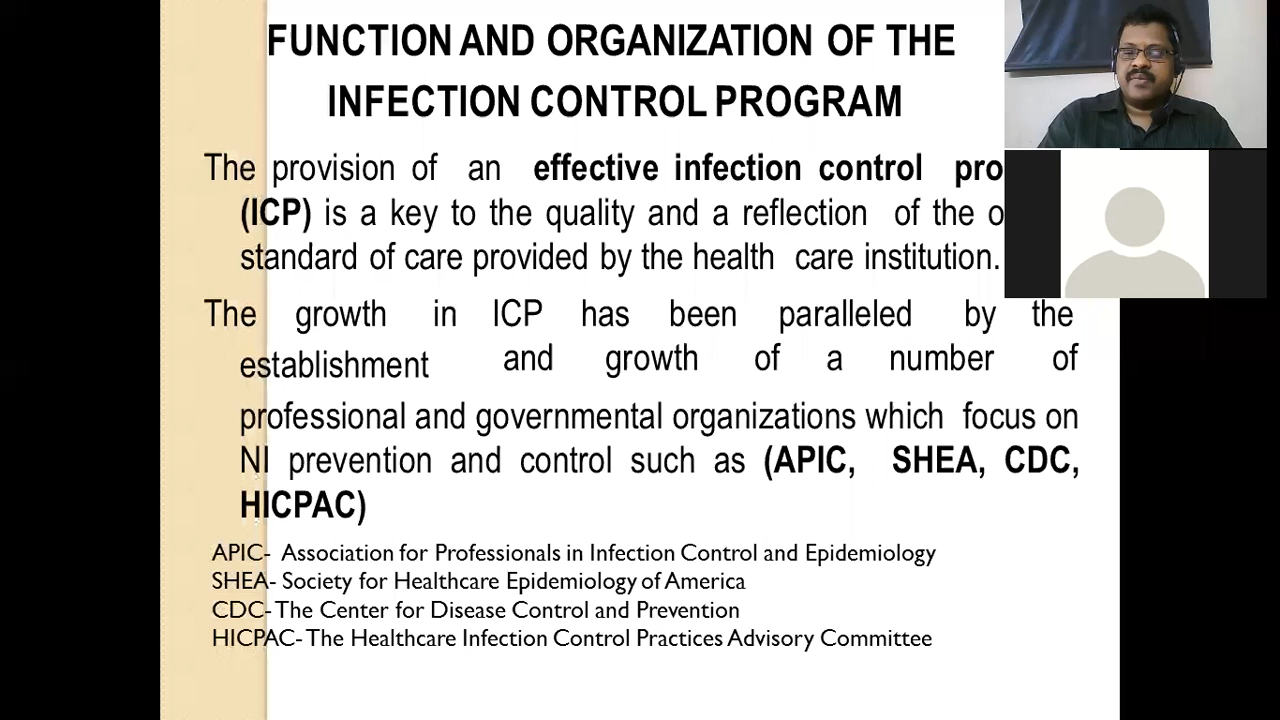 FUNCTION AND ORGANIZATION OF THE
INFECTION CONTROL PROGRAM
The provision of an effective infection control
(ICP) is a key to the quality and a reflection of the
standard of care provided by the health care institution.
The growth in ICP has been paralleled by the
establishment and growth of a number of
professional and governmental organizations which focus on
NI prevention and control such as (APIC, SHEA, CDC,
HICPAC)
APIC- Association for Professionals in Infection Control and Epidemiology
SHEA- Society for Healthcare Epidemiology of America
CDC- The Center for Disease Control and Prevention
HICPAC- The Healthcare Infection Control Practices Advisory Committee